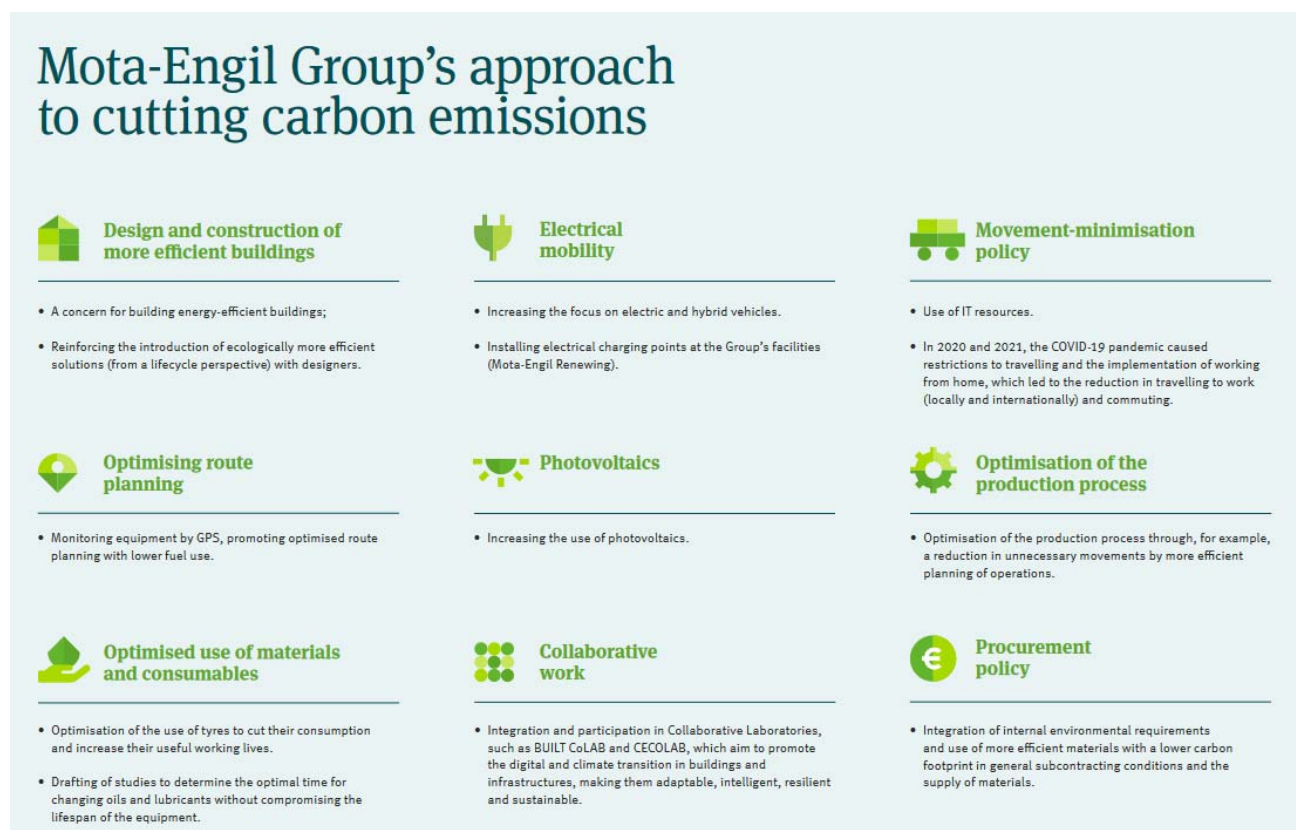 Mota-Engil Group’s approach
to cutting carbon emissions
Design and construction of
more efficient buildings
• A concern for building energy-efficient buildings;
• Reinforcing the introduction of ecologically more efficient
solutions (from a lifecycle perspective) with designers.
Electrical
mobility
• Increasing the focus on electric and hybrid vehicles.
• Installing electrical charging points at the Group’s facilities
(Mota-Engil Renewing).
Movement-minimisation
policy
• Use of IT resources.
• In 2020 and 2021, the COVID-19 pandemic caused
restrictions to travelling and the implementation of working
from home, which led to the reduction in travelling to work
(locally and internationally) and commuting.
Optimising route
planning
• Monitoring equipment by GPS, promoting optimised route
planning with lower fuel use.
Photovoltaics
• Increasing the use of photovoltaics.
Optimisation of the
production process
• Optimisation of the production process through, for example,
a reduction in unnecessary movements by more efficient
planning of operations.
Optimised use of materials
and consumables
• Optimisation of the use of tyres to cut their consumption
and increase their useful working lives.
• Drafting of studies to determine the optimal time for
changing oils and lubricants without compromising the
lifespan of the equipment.
Collaborative
work
• Integration and participation in Collaborative Laboratories,
such as BUILT CoLAB and CECOLAB, which aim to promote
the digital and climate transition in buildings and
infrastructures, making them adaptable, intelligent, resilient
and sustainable.
€
Procurement
policy
• Integration of internal environmental requirements
and use of more efficient materials with a lower carbon
footprint in general subcontracting conditions and the
supply of materials.